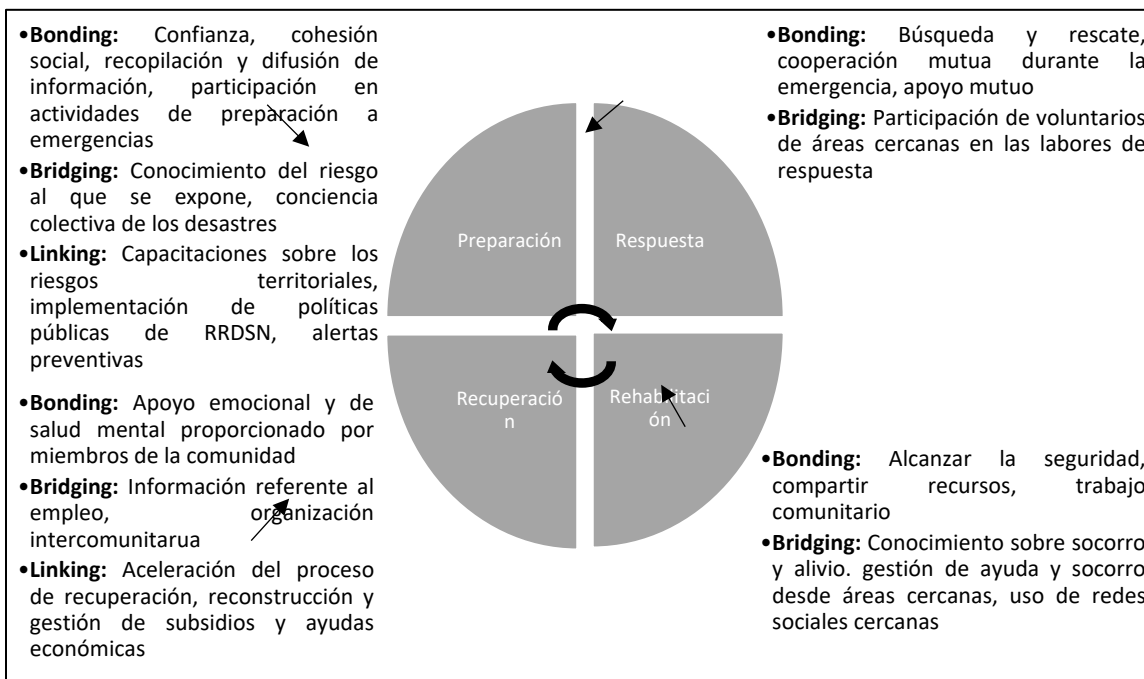 •Bonding: Confianza, cohesión
social, recopilación y difusión de
información, participación en
actividades de preparación a
emergencias
•Bridging: Conocimiento del riesgo
al que se expone, conciencia
colectiva de los desastres
•Linking: Capacitaciones sobre los
riesgos territoriales,
implementación de políticas
públicas de RRDSN, alertas
preventivas
•Bonding: Búsqueda y rescate,
cooperación mutua durante la
emergencia, apoyo mutuo
•Bridging: Participación de voluntarios
de áreas cercanas en las labores de
respuesta
Preparación
Respuesta
Recuperació
n
Rehabilitaci
ón
•Bonding: Apoyo emocional y de
salud mental proporcionado por
miembros de la comunidad
•Bridging: Información referente al
empleo, organización
intercomunitarua
•Linking: Aceleración del proceso
de recuperación, reconstrucción y
gestión de subsidios y ayudas
económicas
•Bonding: Alcanzar la seguridad,
compartir recursos, trabajo
comunitario
•Bridging: Conocimiento sobre socorro
y alivio. gestión de ayuda y socorro
desde áreas cercanas, uso de redes
sociales cercanas